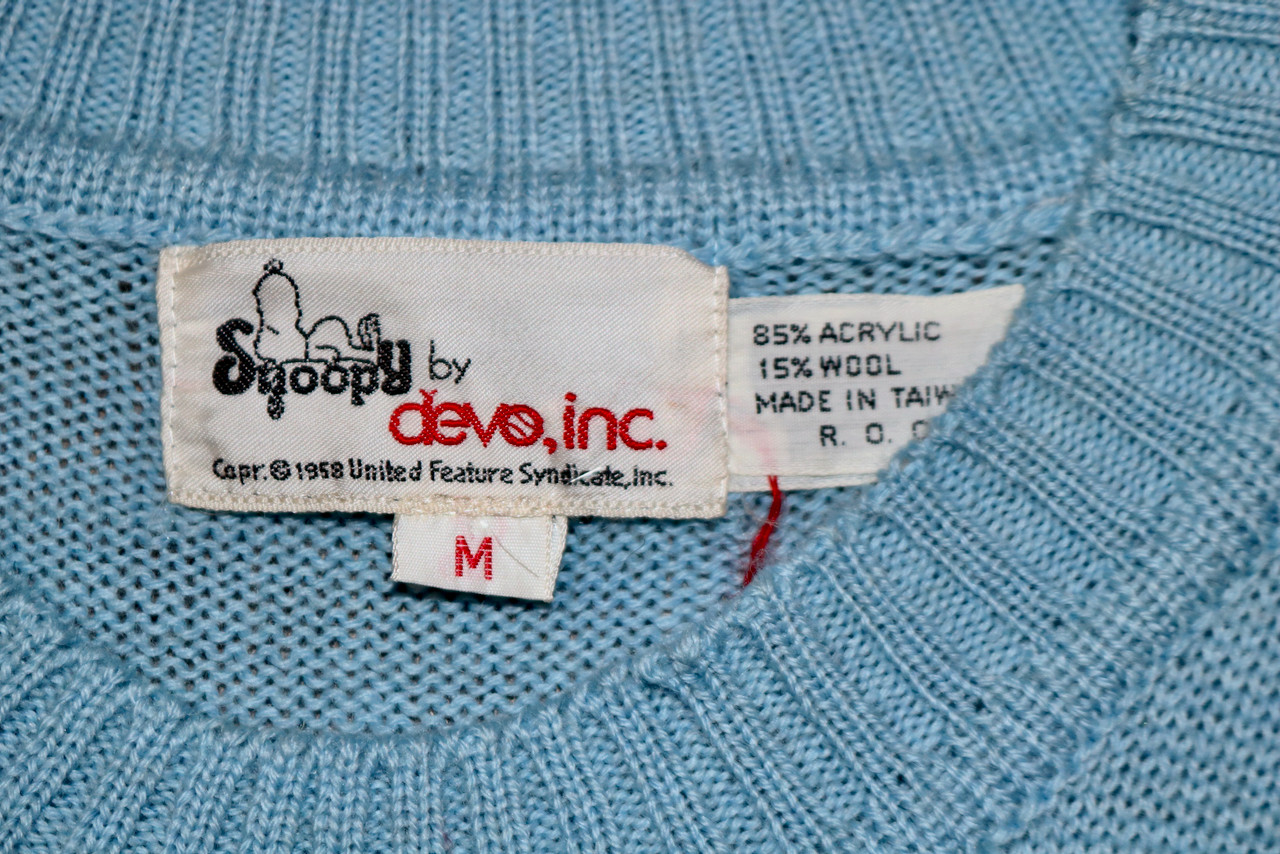 Snoopy by
devo, inc.
Copr. © 1958 United Feature Syndicate, Inc.
M
85% ACRYLIC
15% WOOL
MADE IN TAIW
R. O. C